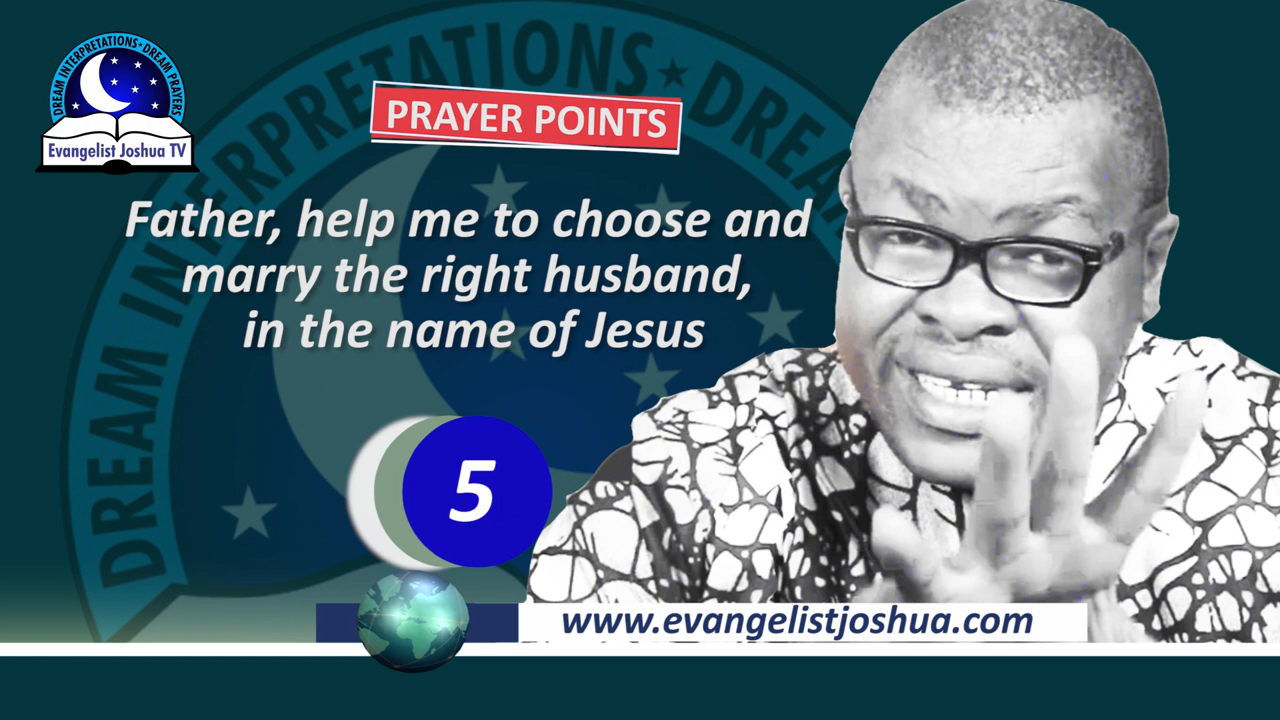 DREAM INTERPRETATIONS★DREAM PRAYERS
Evangelist Joshua TV
DREAM INTERPRETATIONS★DREAM
PRAYER POINTS
Father, help me to choose and
marry the right husband,
in the name of Jesus
5
www.evangelistjoshua.com